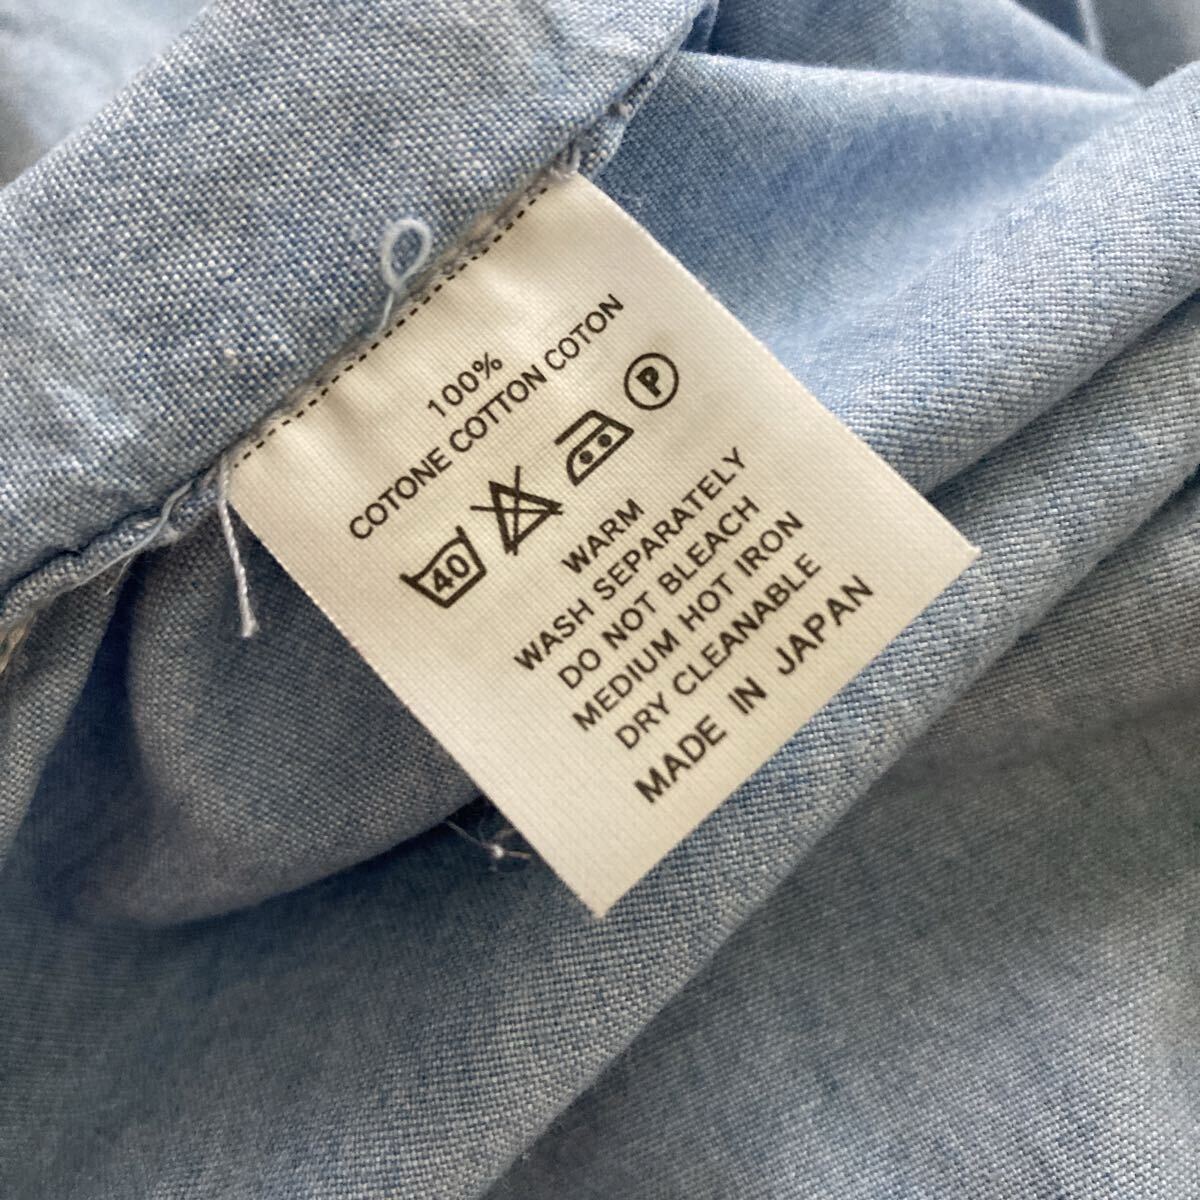 100%
COTONE COTTON COTON
40 P
WARM
WASH SEPARATELY
DO NOT BLEACH
MEDIUM HOT IRON
DRY CLEANABLE
MADE IN JAPAN